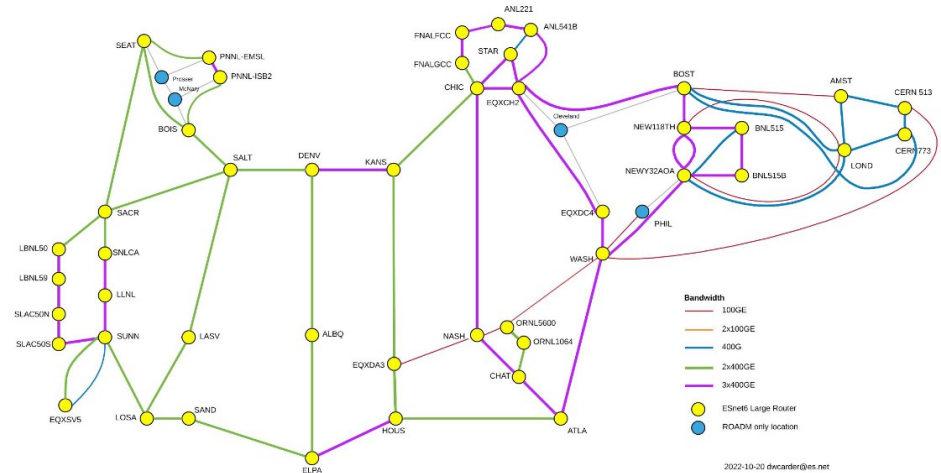 ANL221
ANL541B
FNALFCC
STAR
FNALGCC
SEAT
PNNL-EMSL
Prosser
PNNL-ISB2
McNary
BOIS
CHIC
EQXCH2
Cleveland
BOST
AMST
CERN 513
NEW118TH
BNL515
CERN773
LOND
SALT
DENV
KANS
NEWY32AOA
BNL515B
SACR
EQXDC4
PHIL
LBNL50
SNLCA
WASH
LBNL59
LLNL
SLAC50N
SUNN
SLAC50S
LASV
ALBQ
NASH
ORNL5600
ORNL1064
EQXDA3
CHAT
EQXSV5
LOSA
SAND
HOUS
ATLA
ELPA
Bandwidth
100GE
2x100GE
400G
2x400GE
3x400GE
ESnet6 Large Router
ROADM only location
2022-10-20 dwcarder@es.net